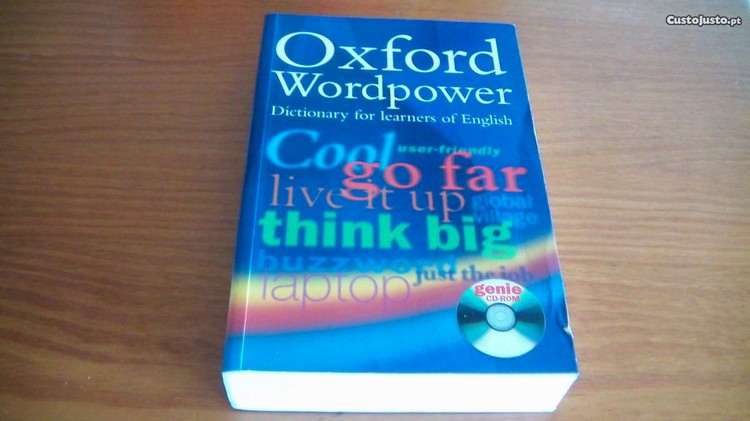 CustoJusto.pt
Oxford
Wordpower
Dictionary for learners of English
Cool
user-friendly
go far
live it up
global
village
think big
buzzword
just the job
laptop
genie
CD-ROM